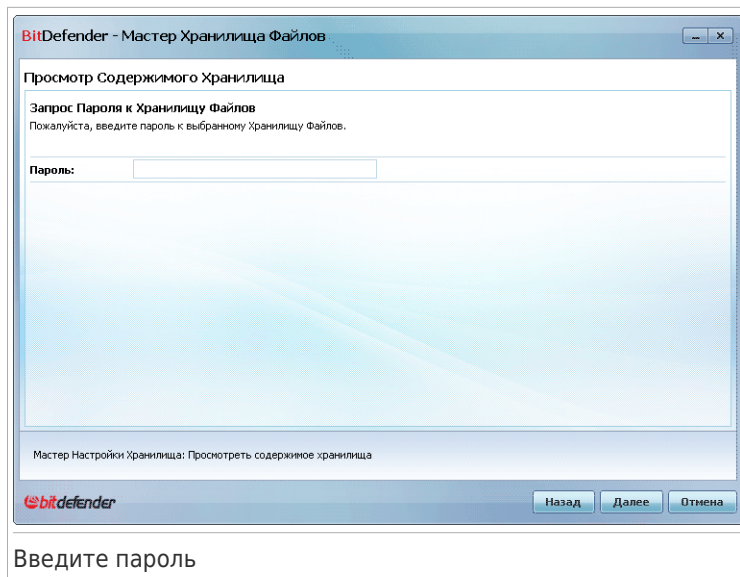 BitDefender - Мастер Хранилища Файлов
Просмотр Содержимого Хранилища
Запрос Пароля к Хранилищу Файлов
Пожалуйста, введите пароль к выбранному Хранилищу Файлов.
Пароль:
Мастер Настройки Хранилища: Просмотреть содержимое хранилища
bitdefender
Назад Далее Отмена
Введите пароль